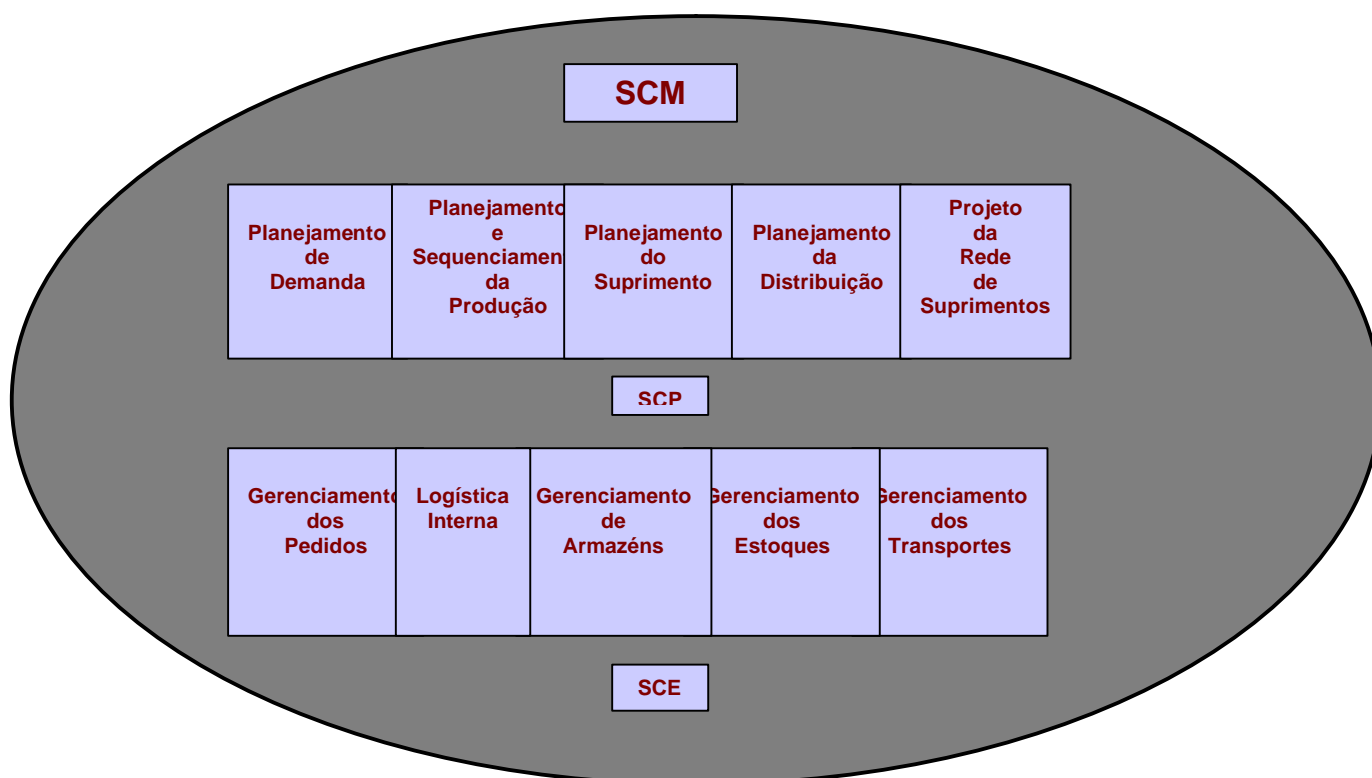 SCM
Planejamento
de
Demanda
Planejamento
e
Sequenciamen
da
Produção
Planejamento
do
Suprimento
Planejamento
da
Distribuição
Projeto
da
Rede
de
Suprimentos
SCP
Gerenciamento
dos
Pedidos
Logística
Interna
Gerenciamento
de
Armazéns
Gerenciamento
dos
Estoques
Gerenciamento
dos
Transportes
SCE